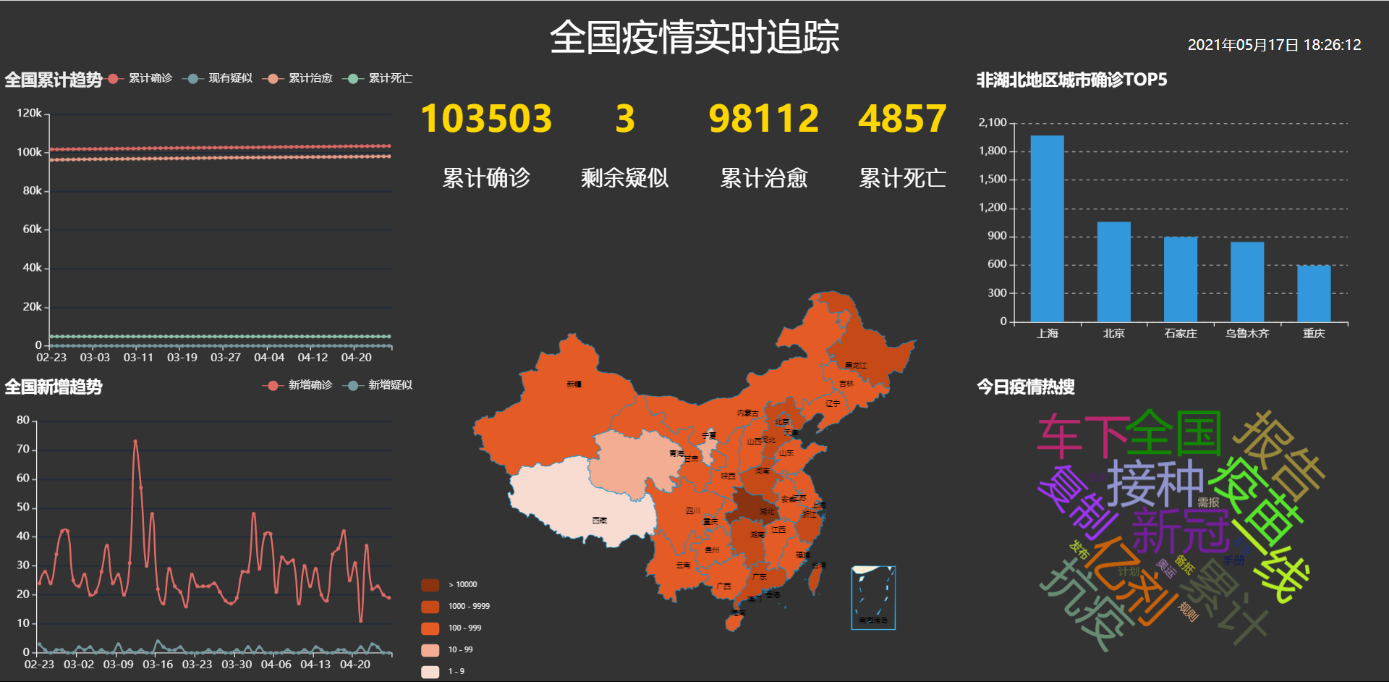 全国疫情实时追踪
2021年05月17日 18:26:12
全国累计趋势
累计确诊 现有疑似 累计治愈 累计死亡
120k
100k
80k
60k
40k
20k
0
02-23 03-03 03-11 03-19 03-27 04-04 04-12 04-20
全国新增趋势
新增确诊 新增疑似
80
70
60
50
40
30
20
10
0
02-23 03-02 03-09 03-16 03-23 03-30 04-06 04-13 04-20
103503 3 98112 4857
累计确诊 剩余疑似 累计治愈 累计死亡
黑龙江
吉林
辽宁
新疆
内蒙古
北京
天津
宁夏
山西
河北
山东
青海
甘肃
陕西
河南
西藏
四川
重庆
湖北
安徽
江苏
上海
浙江
湖南
江西
贵州
福建
云南
广西
广东
台湾
澳门
香港
海南
南海诸岛
> 10000
1000 - 9999
100 - 999
10 - 99
1 - 9
非湖北地区城市确诊TOP5
2,100
1,800
1,500
1,200
900
600
300
0
上海 北京 石家庄 乌鲁木齐 重庆
今日疫情热搜
车下
全国
报告
复制
接种
疫苗
需报
新冠
一线
发布
亿剂
计划
奥运
备抵
手册
抗疫
累计
规则